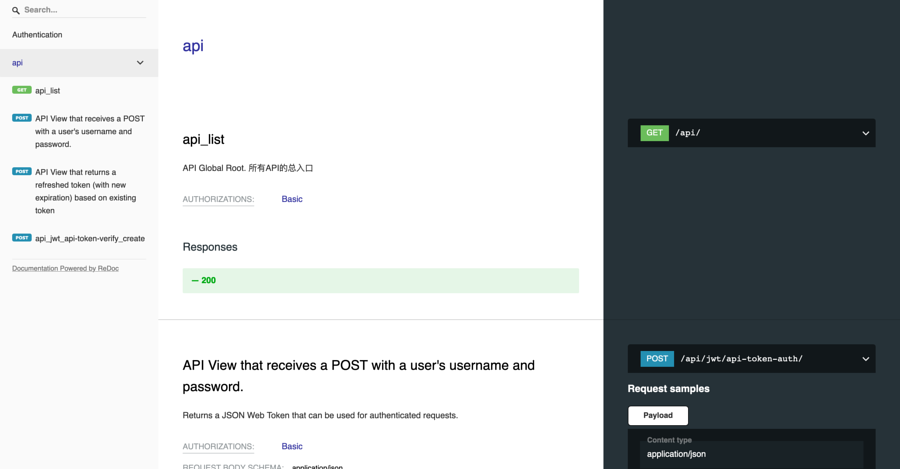 Search...
Authentication
api
GET api_list
POST API View that receives a POST
with a user's username and
password.
POST API View that returns a
refreshed token (with new
expiration) based on existing
token
POST api_jwt_api-token-verify_create
Documentation Powered by ReDoc
api
api_list
API Global Root. 所有API的总入口
AUTHORIZATIONS: Basic
Responses
— 200
API View that receives a POST with a user's username and
password.
Returns a JSON Web Token that can be used for authenticated requests.
AUTHORIZATIONS: Basic
REQUEST BODY SCHEMA: application/json
GET /api/
POST /api/jwt/api-token-auth/
Request samples
Payload
Content type
application/json